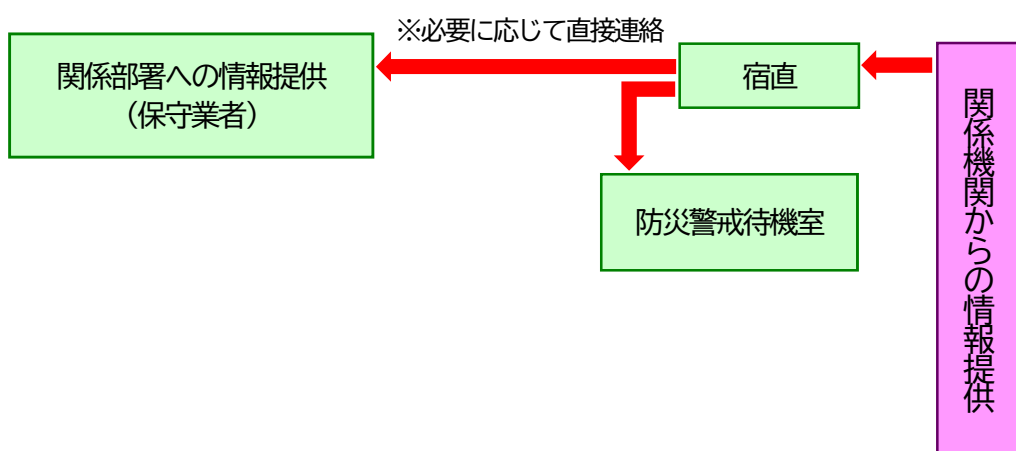 ※必要に応じて直接連絡
関係部署への情報提供
（保守業者）
宿直
防災警戒待機室
関係機関からの情報提供